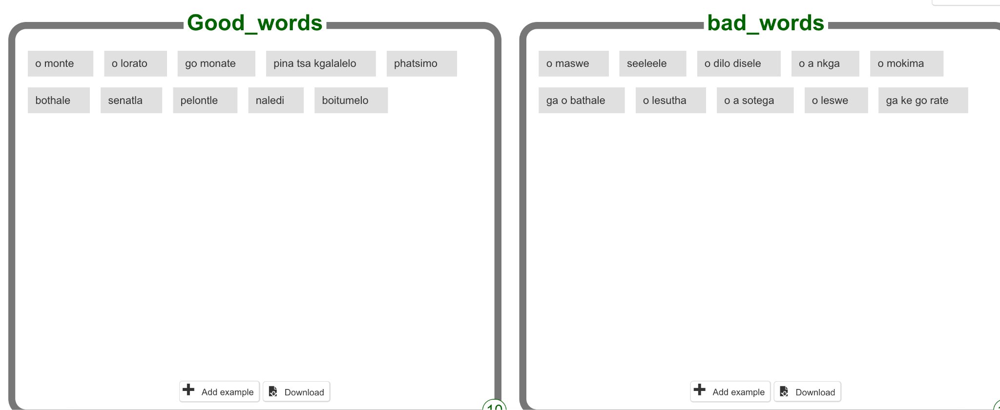 Good_words
o monte o lorato go monate pina tsa kgalalelo phatsimo
bothale senatla pelontle naledi boitumelo
Add example Download
10
bad_words
o maswe seeleele o dilo disele o a nkga o mokima
ga o bathale o lesutha o a sotega o leswe ga ke go rate
Add example Download